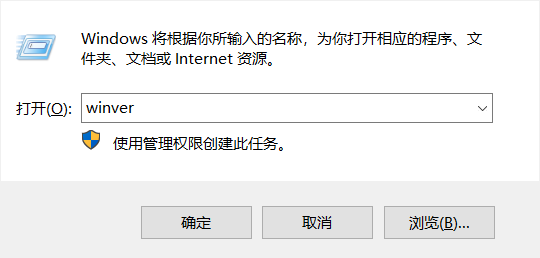 Windows 将根据你所输入的名称，为你打开相应的程序、文
件夹、文档或 Internet 资源。
打开(O): winver
使用管理权限创建此任务。
确定 取消 浏览(B)...